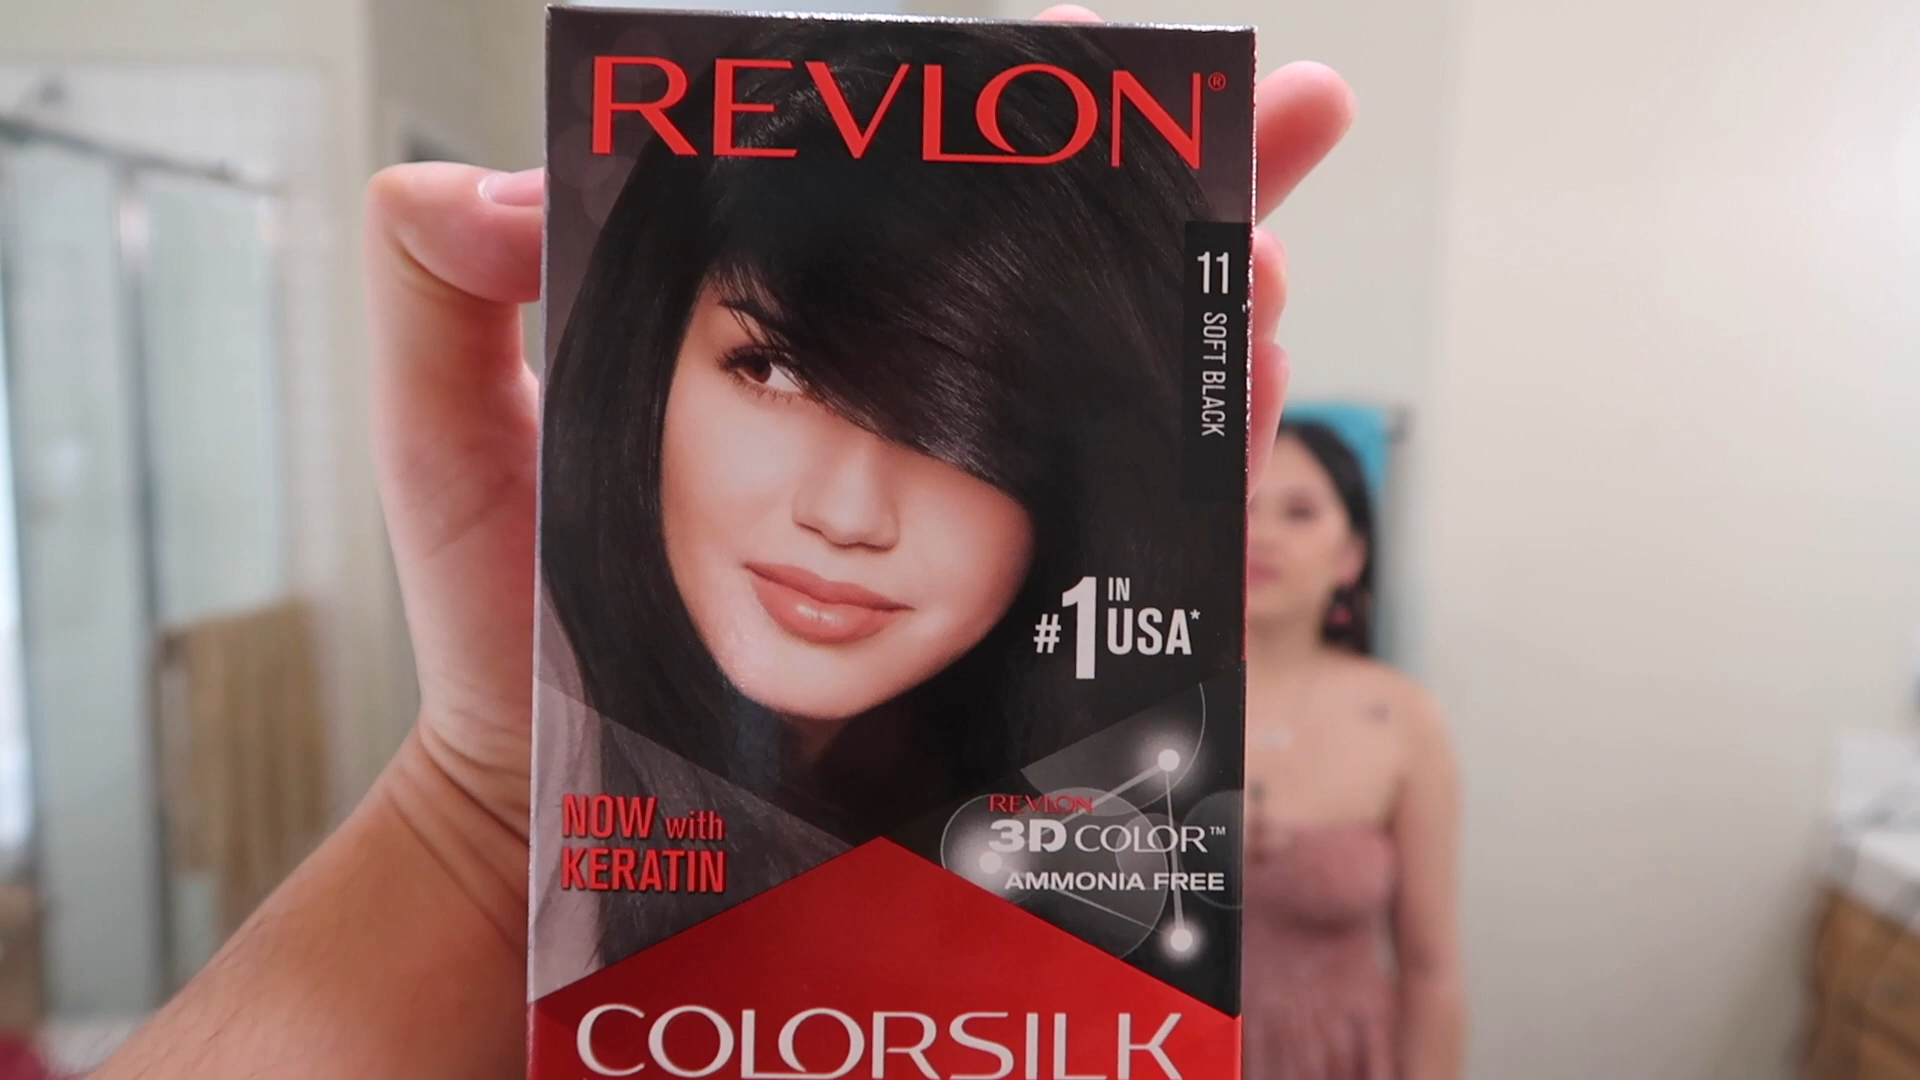 REVLON®
11 SOFT BLACK
#1 IN USA*
NOW with
KERATIN
REVLON
3D COLOR™
AMMONIA FREE
COLORSILK